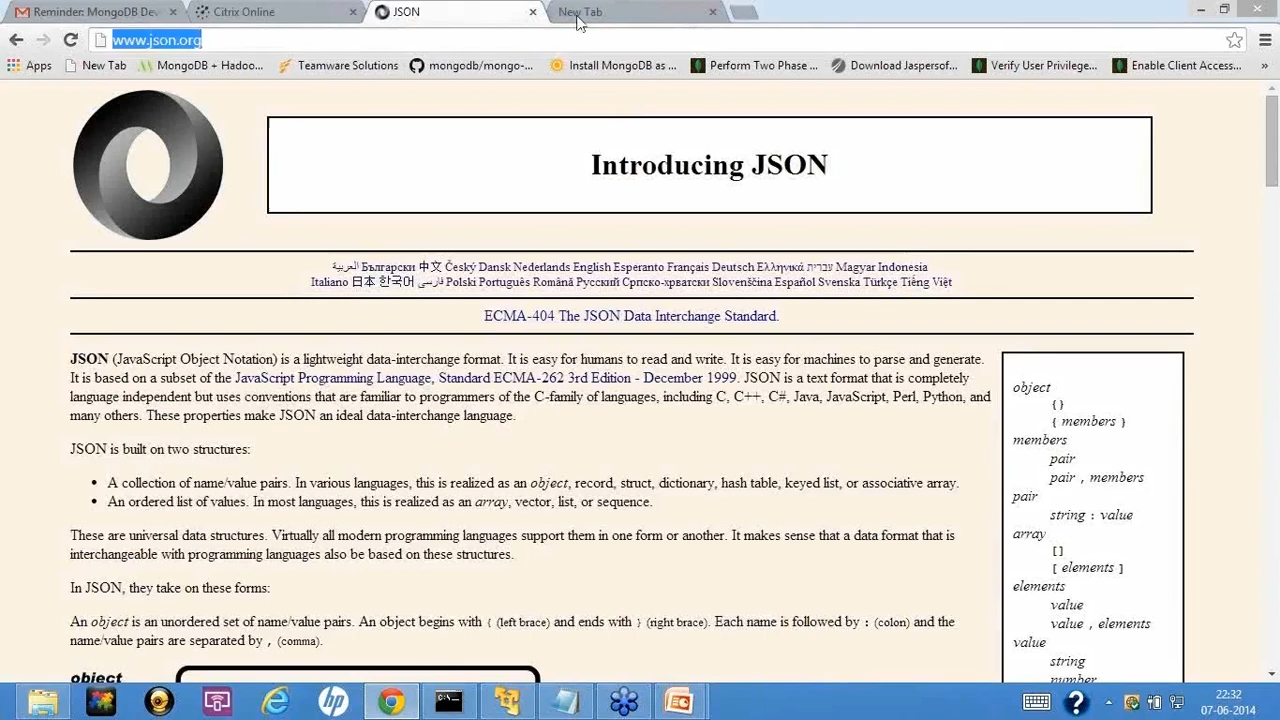 Reminder: MongoDB Dev
Citrix Online
JSON
New Tab
www.json.org
Apps
New Tab
MongoDB + Hadoo...
Teamware Solutions
mongodb/mongo-...
Install MongoDB as ...
Perform Two Phase ...
Download Jaspersof...
Verify User Privilege...
Enable Client Access...
»
Introducing JSON
العربية Български 中文 Český Dansk Nederlands English Esperanto Français Deutsch Ελληνικά עברית Magyar Indonesia
Italiano 日本 한국어 فارسی Polski Português Română Русский Српско-хрватски Slovenščina Español Svenska Türkçe Tiếng Việt
ECMA-404 The JSON Data Interchange Standard.
JSON (JavaScript Object Notation) is a lightweight data-interchange format. It is easy for humans to read and write. It is easy for machines to parse and generate.
It is based on a subset of the JavaScript Programming Language, Standard ECMA-262 3rd Edition - December 1999. JSON is a text format that is completely
language independent but uses conventions that are familiar to programmers of the C-family of languages, including C, C++, C#, Java, JavaScript, Perl, Python, and
many others. These properties make JSON an ideal data-interchange language.
JSON is built on two structures:
• A collection of name/value pairs. In various languages, this is realized as an object, record, struct, dictionary, hash table, keyed list, or associative array.
• An ordered list of values. In most languages, this is realized as an array, vector, list, or sequence.
These are universal data structures. Virtually all modern programming languages support them in one form or another. It makes sense that a data format that is
interchangeable with programming languages also be based on these structures.
In JSON, they take on these forms:
An object is an unordered set of name/value pairs. An object begins with { (left brace) and ends with } (right brace). Each name is followed by : (colon) and the
name/value pairs are separated by , (comma).
object
object
{}
{ members }
members
pair
pair , members
pair
string : value
array
[]
[ elements ]
elements
value
value , elements
value
string
number
22:32
07-06-2014